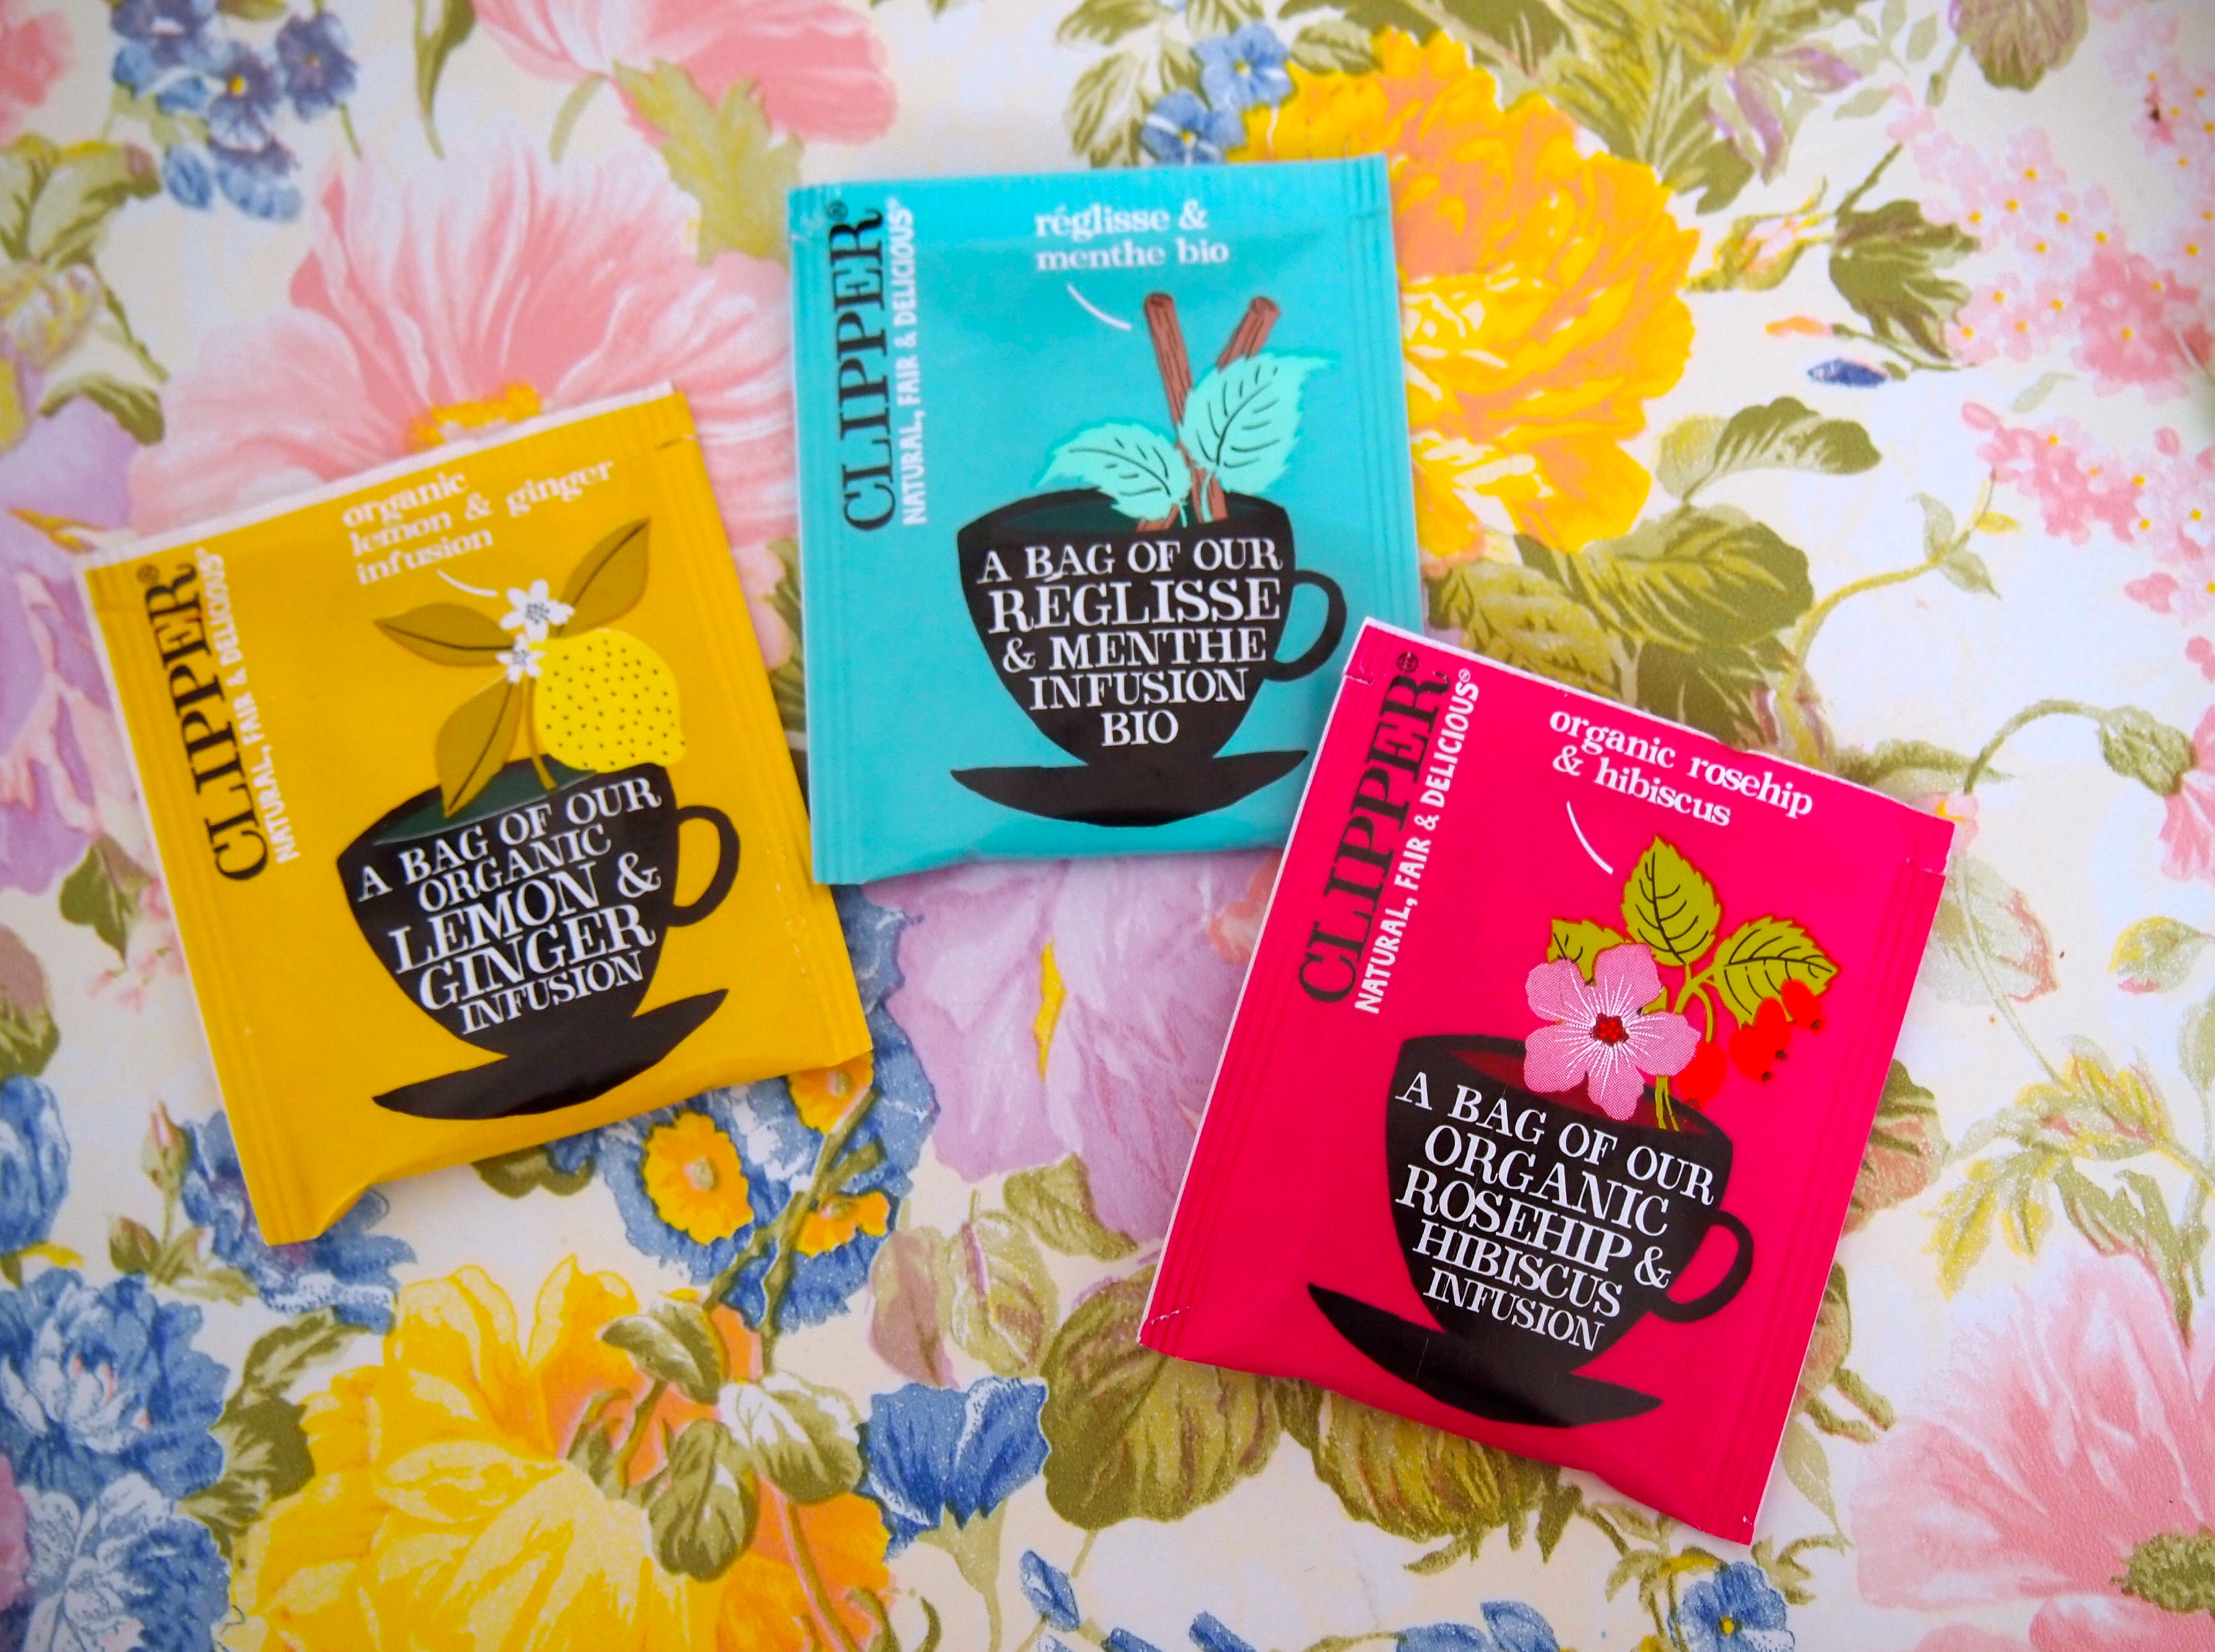 CLIPPER®
NATURAL, FAIR & DELICIOUS®
organic
lemon & ginger
infusion
A BAG OF OUR
ORGANIC
LEMON &
GINGER
INFUSION
CLIPPER®
NATURAL, FAIR & DELICIOUS®
réglisse &
menthe bio
A BAG OF OUR
RÉGLISSE
& MENTHE
INFUSION
BIO
CLIPPER®
NATURAL, FAIR & DELICIOUS®
organic rosehip
& hibiscus
A BAG OF OUR
ORGANIC
ROSEHIP &
HIBISCUS
INFUSION